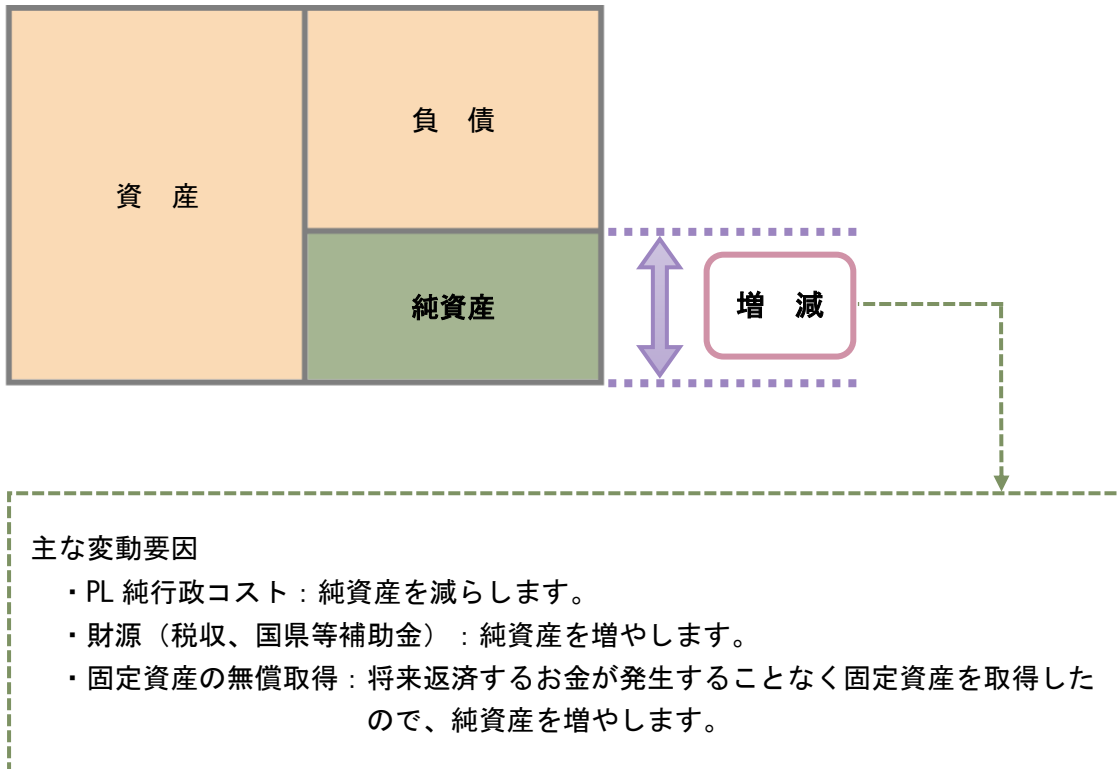 負　債
資　産
純資産
増　減
主な変動要因
・PL 純行政コスト：純資産を減らします。
・財源（税収、国県等補助金）：純資産を増やします。
・固定資産の無償取得：将来返済するお金が発生することなく固定資産を取得した
ので、純資産を増やします。